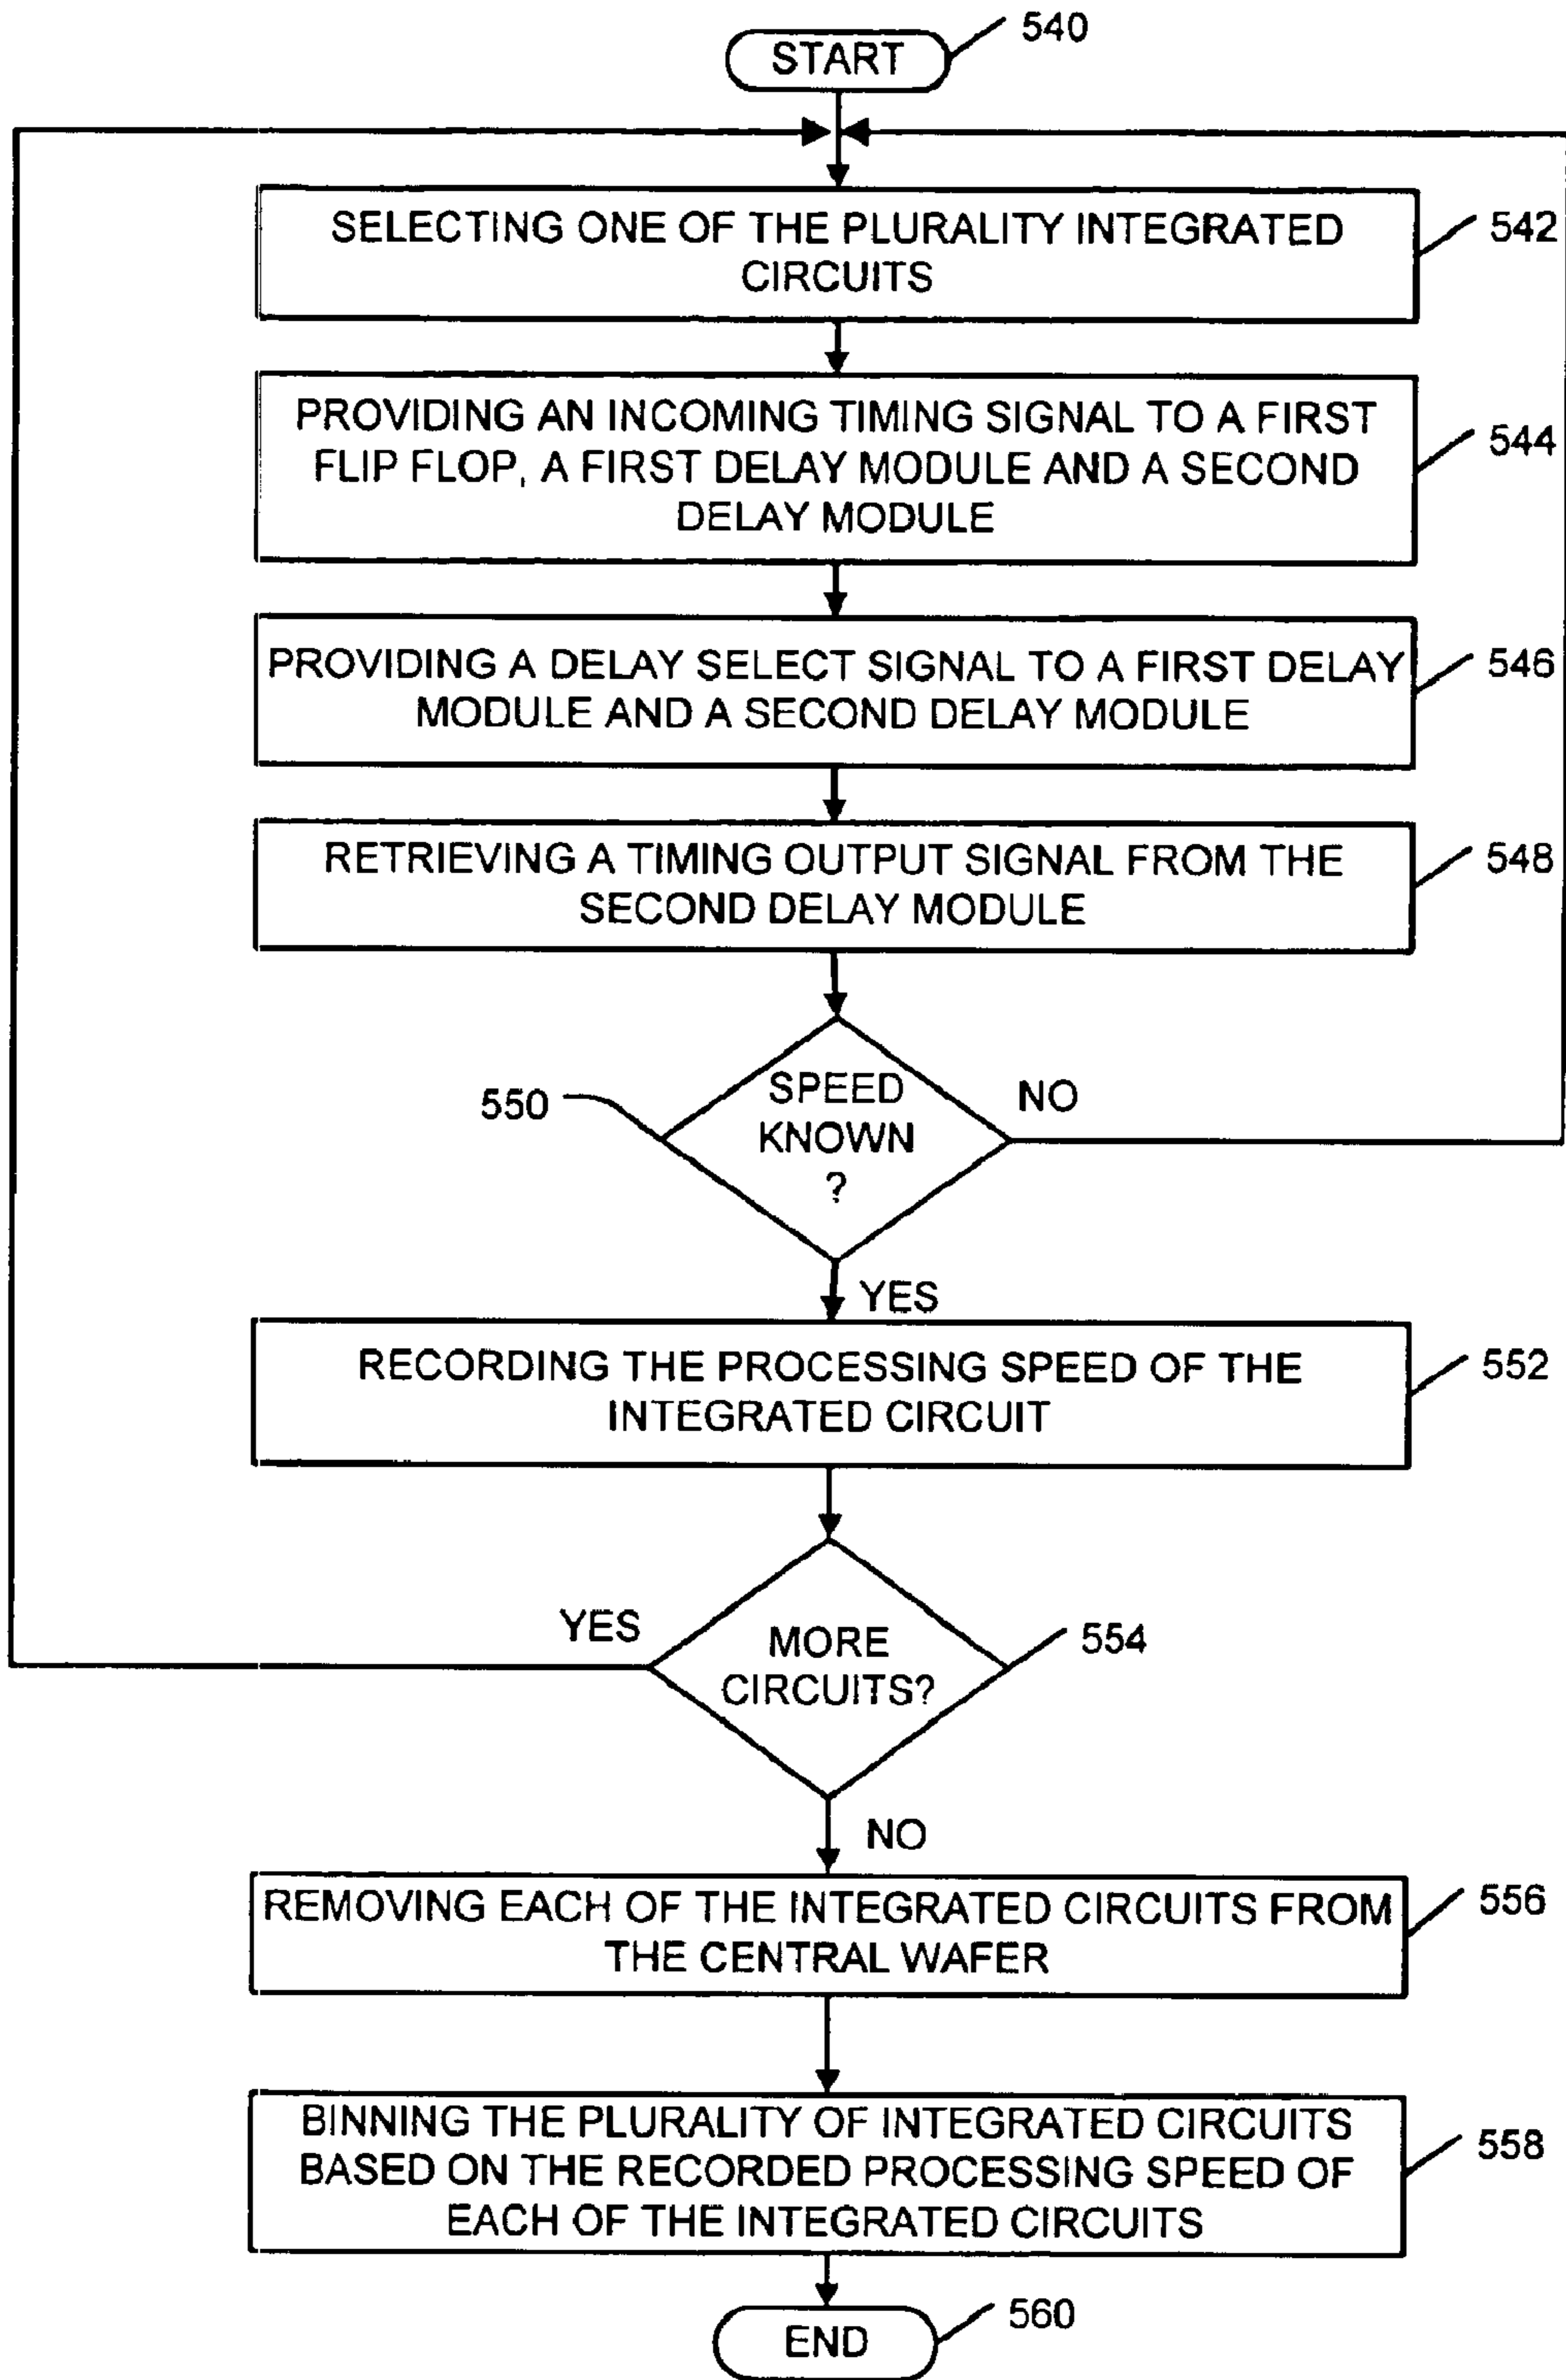 START
540
SELECTING ONE OF THE PLURALITY INTEGRATED
CIRCUITS
542
PROVIDING AN INCOMING TIMING SIGNAL TO A FIRST
FLIP FLOP, A FIRST DELAY MODULE AND A SECOND
DELAY MODULE
544
PROVIDING A DELAY SELECT SIGNAL TO A FIRST DELAY
MODULE AND A SECOND DELAY MODULE
546
RETRIEVING A TIMING OUTPUT SIGNAL FROM THE
SECOND DELAY MODULE
548
550
SPEED
KNOWN
?
NO
YES
RECORDING THE PROCESSING SPEED OF THE
INTEGRATED CIRCUIT
552
YES
MORE
CIRCUITS?
554
NO
REMOVING EACH OF THE INTEGRATED CIRCUITS FROM
THE CENTRAL WAFER
556
BINNING THE PLURALITY OF INTEGRATED CIRCUITS
BASED ON THE RECORDED PROCESSING SPEED OF
EACH OF THE INTEGRATED CIRCUITS
558
END
560